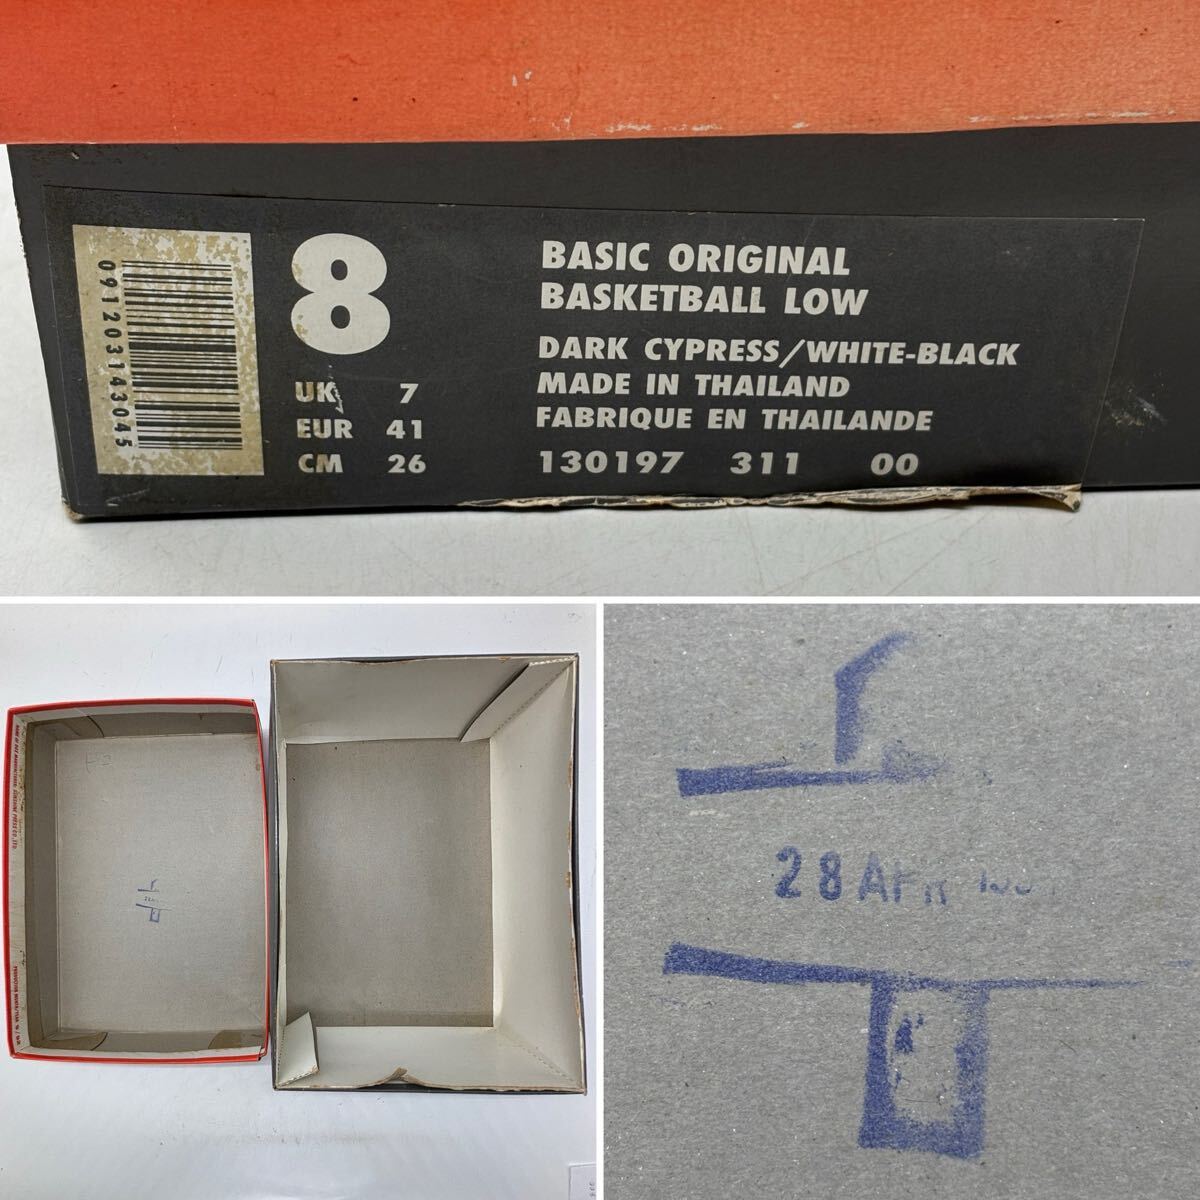 091203143045
8
UK 7
EUR 41
CM 26
BASIC ORIGINAL
BASKETBALL LOW
DARK CYPRESS/WHITE-BLACK
MADE IN THAILAND
FABRIQUE EN THAILANDE
130197 311 00
28